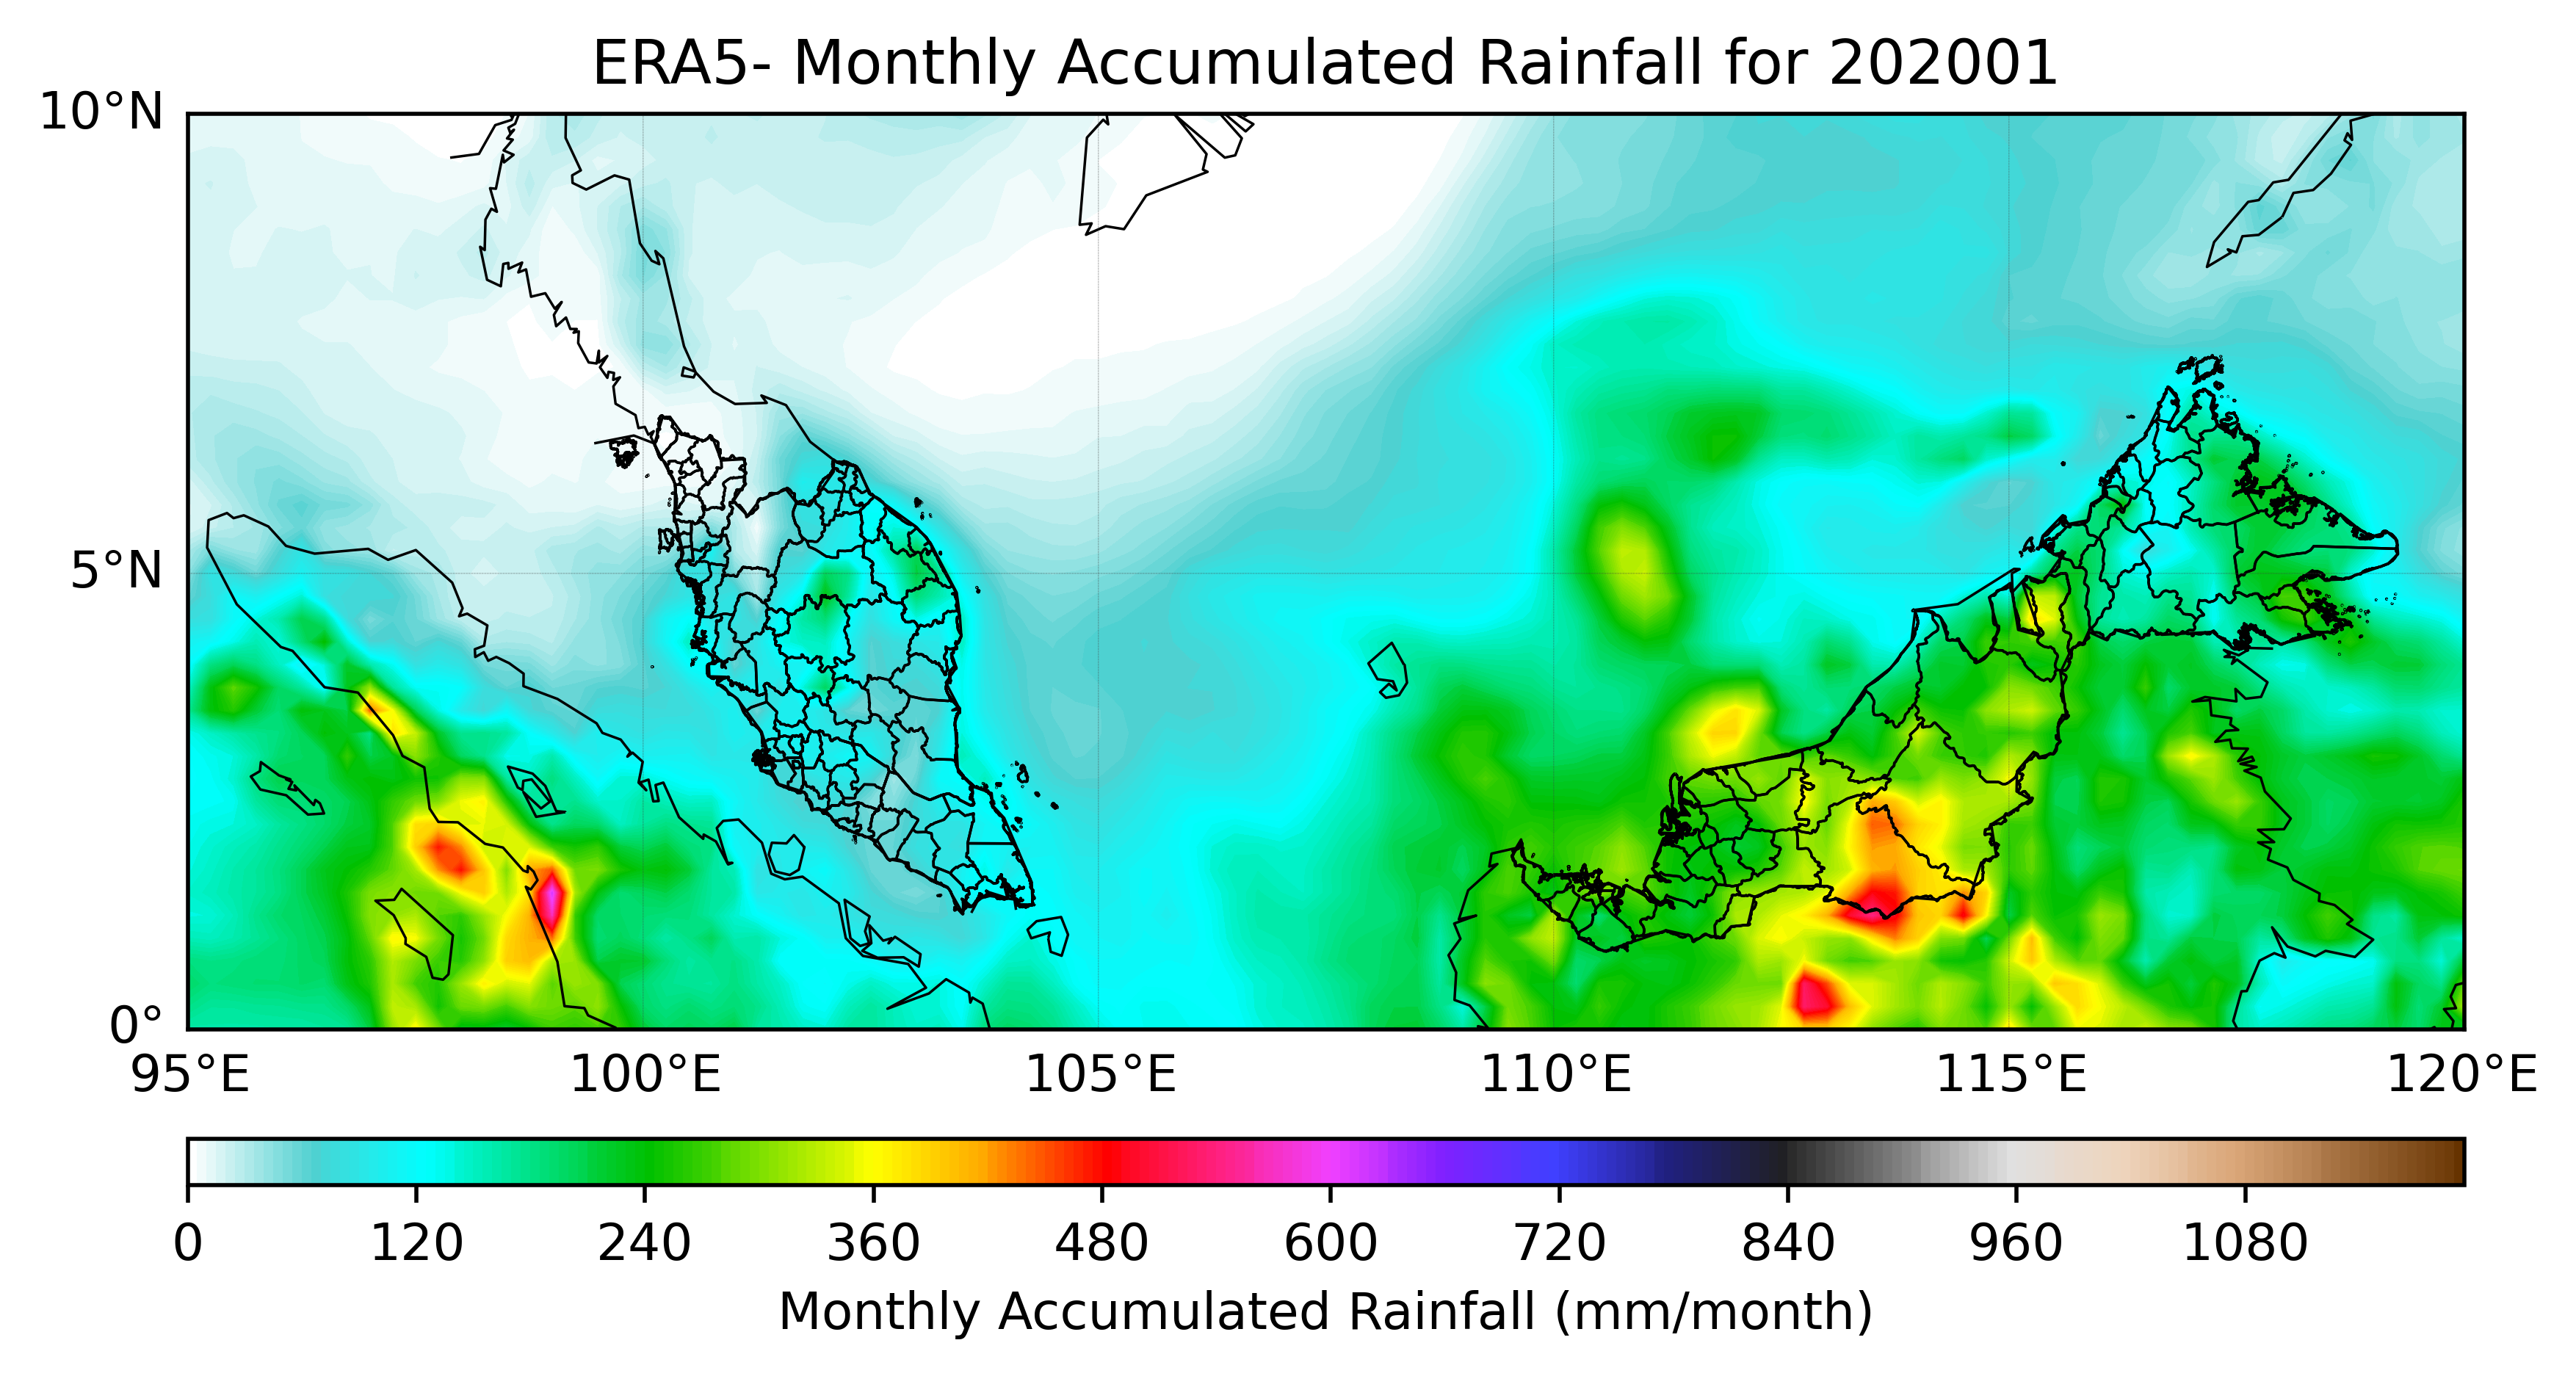 ERA5- Monthly Accumulated Rainfall for 202001
10°N
5°N
0°
95°E 100°E 105°E 110°E 115°E 120°E
0 120 240 360 480 600 720 840 960 1080
Monthly Accumulated Rainfall (mm/month)